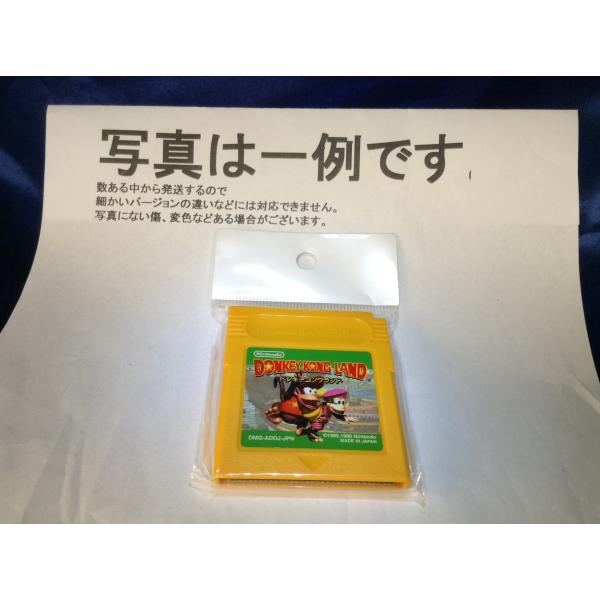 写真は一例です。
数ある中から発送するので
細かいバージョンの違いなどには対応できません。
写真にない傷、変色などある場合がございます。
Nintendo
DONKEY KONG LAND
ドンキーコングランド
DMG-ADDJ-JPN
©1995,1996 Nintendo
MADE IN JAPAN